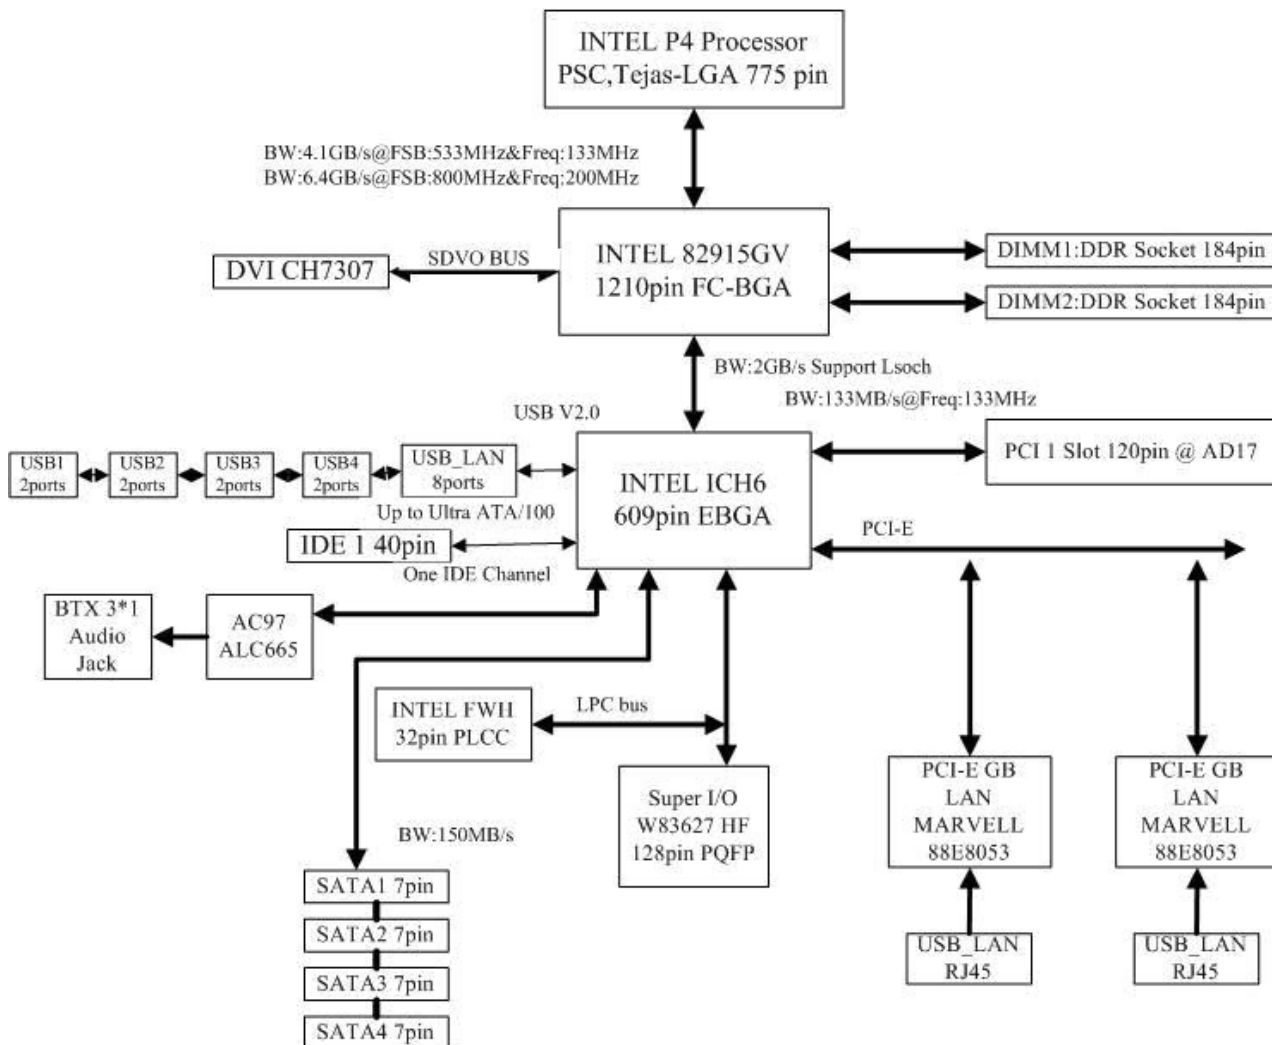 INTEL P4 Processor
PSC,Tejas-LGA 775 pin
BW:4.1GB/s@FSB:533MHz&Freq:133MHz
BW:6.4GB/s@FSB:800MHz&Freq:200MHz
INTEL 82915GV
1210pin FC-BGA
SDVO BUS
DVI CH7307
DIMM1:DDR Socket 184pin
DIMM2:DDR Socket 184pin
BW:2GB/s Support Lsoch
BW:133MB/s@Freq:133MHz
USB V2.0
USB1
2ports
USB2
2ports
USB3
2ports
USB4
2ports
USB_LAN
8ports
INTEL ICH6
609pin EBGA
PCI 1 Slot 120pin @ AD17
Up to Ultra ATA/100
IDE 1 40pin
One IDE Channel
PCI-E
BTX 3*1
Audio
Jack
AC97
ALC665
INTEL FWH
32pin PLCC
LPC bus
Super I/O
W83627 HF
128pin PQFP
PCI-E GB
LAN
MARVELL
88E8053
PCI-E GB
LAN
MARVELL
88E8053
BW:150MB/s
SATA1 7pin
SATA2 7pin
SATA3 7pin
SATA4 7pin
USB_LAN
RJ45
USB_LAN
RJ45